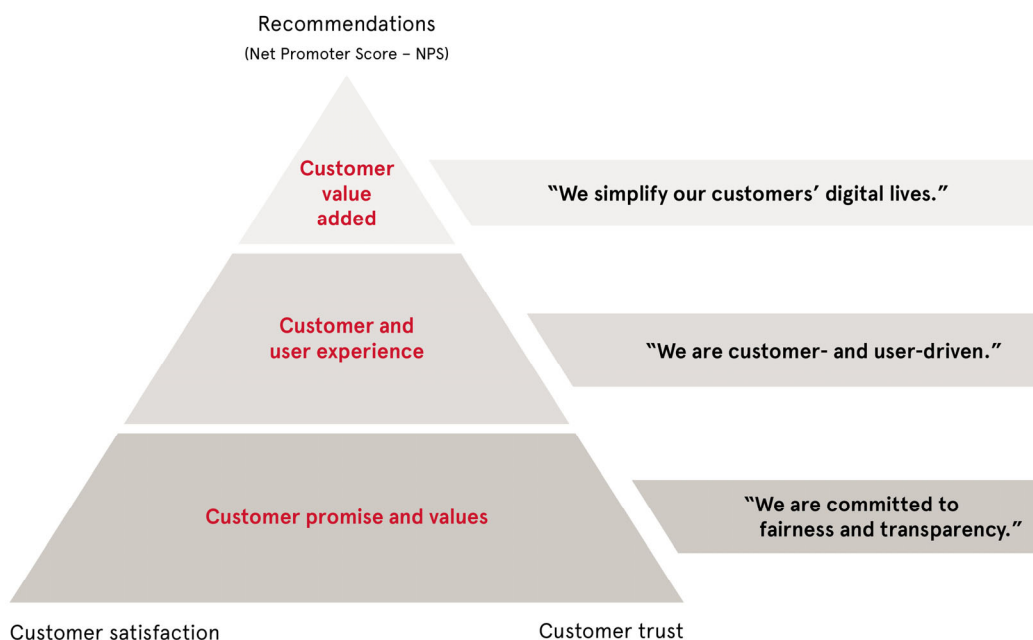 Recommendations
(Net Promoter Score – NPS)
Customer
value
added
“We simplify our customers’ digital lives.”
Customer and
user experience
“We are customer- and user-driven.”
Customer promise and values
“We are committed to
fairness and transparency.”
Customer satisfaction
Customer trust